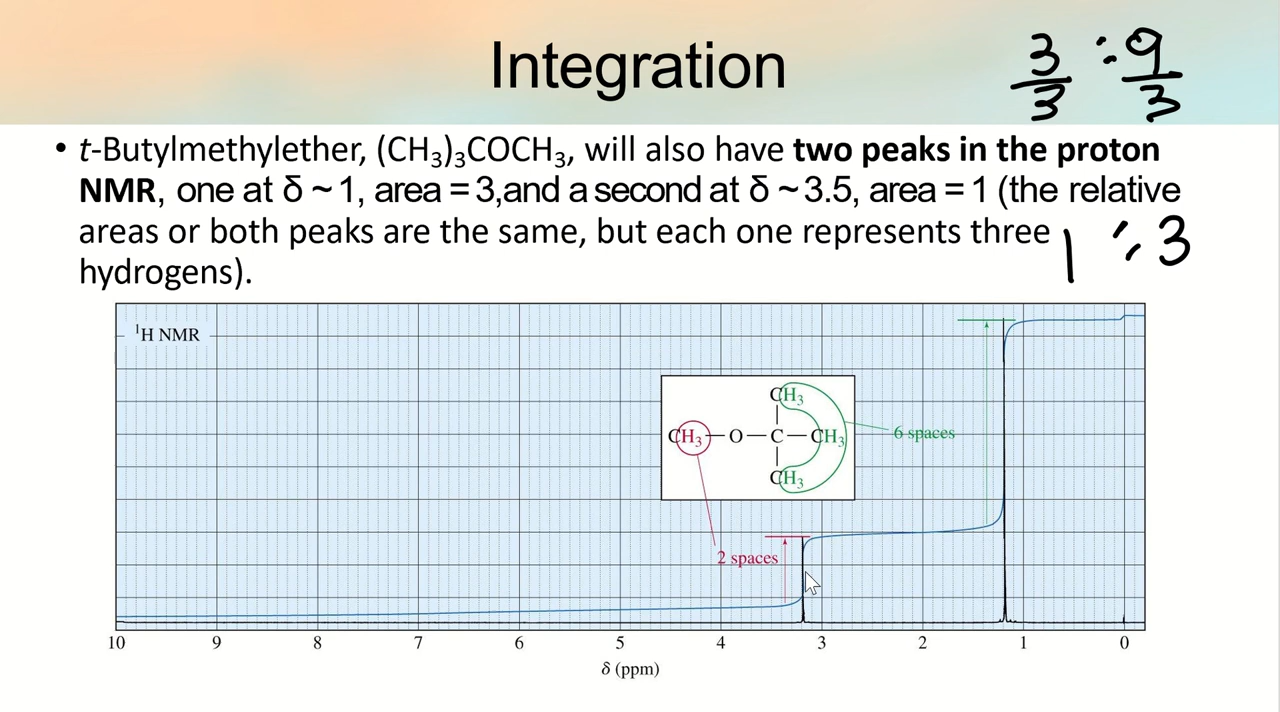 Integration
3/3 : 9/3
• t-Butylmethylether, (CH₃)₃COCH₃, will also have two peaks in the proton
NMR, one at δ ~ 1, area = 3,and a second at δ ~ 3.5, area = 1 (the relative
areas or both peaks are the same, but each one represents three
hydrogens).
1 : 3
¹H NMR
CH₃
CH₃—O—C—CH₃
CH₃
6 spaces
2 spaces
10 9 8 7 6 5 4 3 2 1 0
δ (ppm)